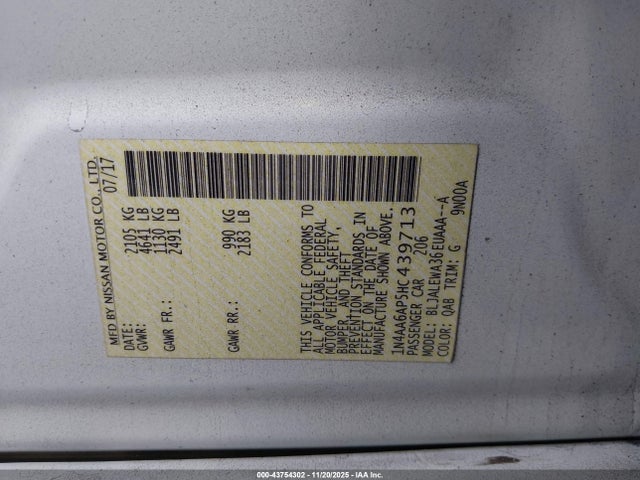 MFD BY NISSAN MOTOR CO., LTD.
DATE: 07/17
GVWR: 2105 KG
4641 LB
GAWR FR.: 1130 KG
2491 LB
GAWR RR.: 990 KG
2183 LB
THIS VEHICLE CONFORMS TO
ALL APPLICABLE FEDERAL
MOTOR VEHICLE SAFETY,
BUMPER, AND THEFT
PREVENTION STANDARDS IN
EFFECT ON THE DATE OF
MANUFACTURE SHOWN ABOVE.
1N4AA6AP5HC439713
PASSENGER CAR Z06
MODEL: BLJALEWA36EUAAA--A
COLOR: QAB TRIM: G 9N00A
000-43754302 - 11/20/2025 - IAA Inc.